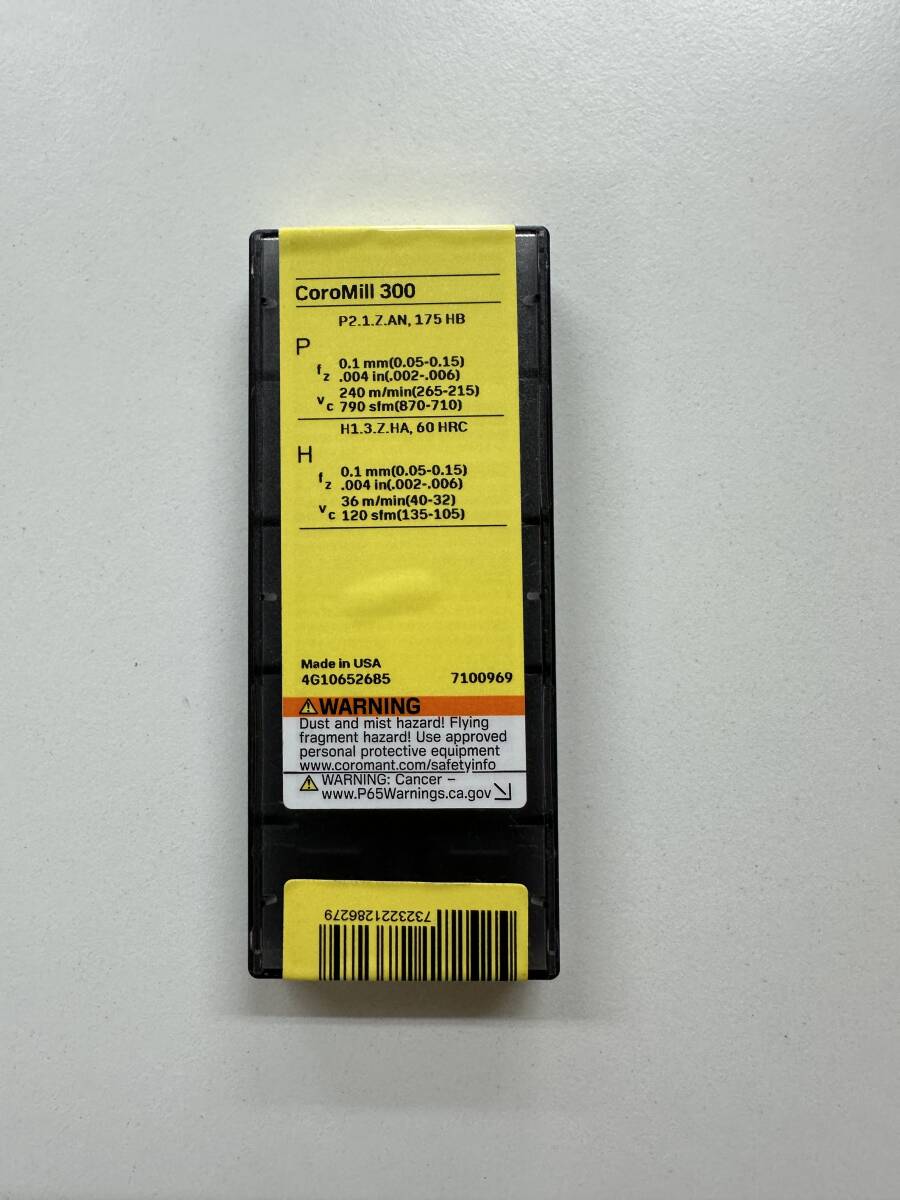 CoroMill 300
P2.1.Z.AN, 175 HB
P
fz 0.1 mm(0.05-0.15)
.004 in(.002-.006)
vc 240 m/min(265-215)
790 sfm(870-710)
H1.3.Z.HA, 60 HRC
H
fz 0.1 mm(0.05-0.15)
.004 in(.002-.006)
vc 36 m/min(40-32)
120 sfm(135-105)
Made in USA
4G10652685 7100969
⚠WARNING
Dust and mist hazard! Flying
fragment hazard! Use approved
personal protective equipment
www.coromant.com/safetyinfo
⚠ WARNING: Cancer –
www.P65Warnings.ca.gov
7323221286279